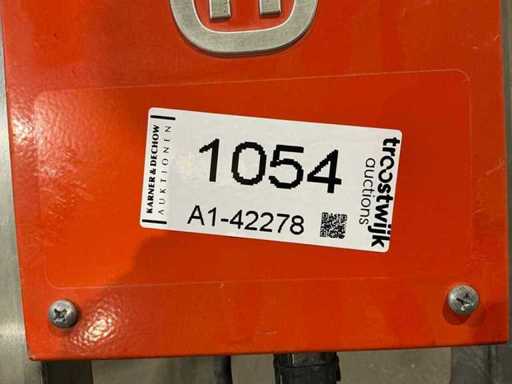 KARNER & DECHOW
AUKTIONEN
1054
A1-42278
troostwijk
auctions